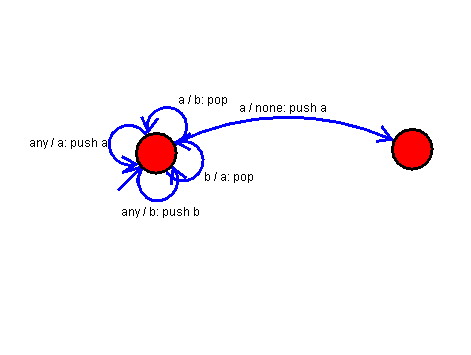 a / b: pop
a / none: push a
any / a: push a
b / a: pop
any / b: push b